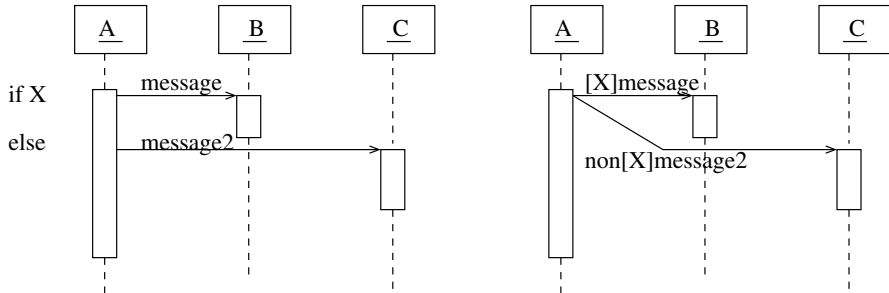 A B C A B C
if X message [X]message
else message2 non[X]message2